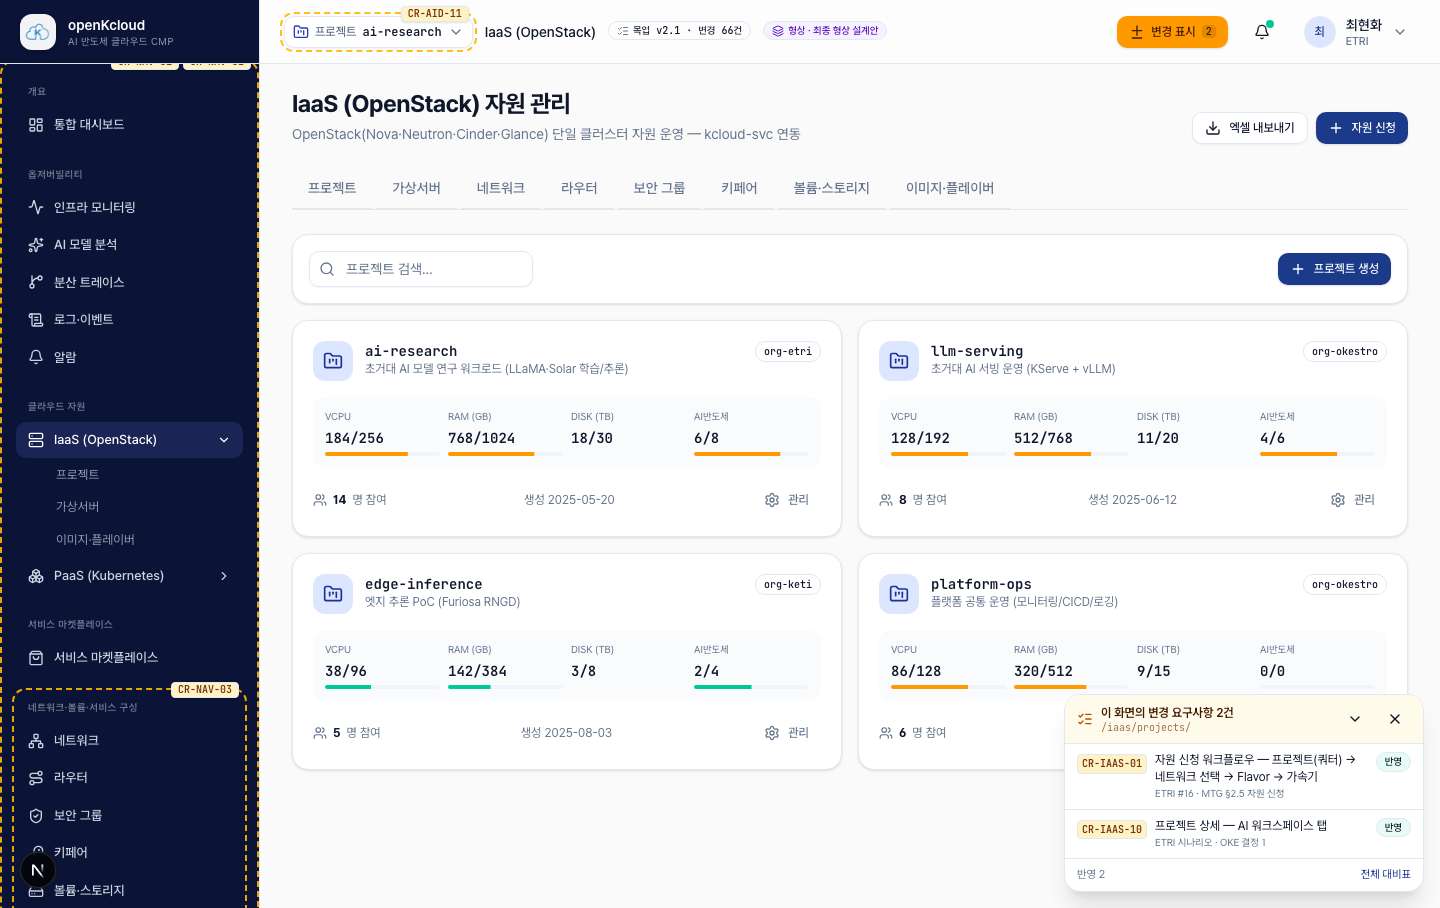 openKcloud
AI 반도체 클라우드 CMP
개요
통합 대시보드
옵저버빌리티
인프라 모니터링
AI 모델 분석
분산 트레이스
로그·이벤트
알람
클라우드 자원
IaaS (OpenStack)
프로젝트
가상서버
이미지·플레이버
PaaS (Kubernetes)
서비스 마켓플레이스
서비스 마켓플레이스
CR-NAV-03
네트워크·볼륨·서비스 구성
네트워크
라우터
보안 그룹
키페어
볼륨·스토리지
CR-AID-11
프로젝트 ai-research
IaaS (OpenStack)
목업 v2.1 · 변경 66건
형상 · 최종 형상 설계안
변경 표시 2
최
최현화
ETRI
IaaS (OpenStack) 자원 관리
OpenStack(Nova·Neutron·Cinder·Glance) 단일 클러스터 자원 운영 — kcloud-svc 연동
엑셀 내보내기
자원 신청
프로젝트
가상서버
네트워크
라우터
보안 그룹
키페어
볼륨·스토리지
이미지·플레이버
프로젝트 검색...
프로젝트 생성
ai-research
초거대 AI 모델 연구 워크로드 (LLaMA·Solar 학습/추론)
org-etri
VCPU RAM (GB) DISK (TB) AI반도체
184/256 768/1024 18/30 6/8
14 명 참여 생성 2025-05-20 관리
llm-serving
초거대 AI 서빙 운영 (KServe + vLLM)
org-okestro
VCPU RAM (GB) DISK (TB) AI반도체
128/192 512/768 11/20 4/6
8 명 참여 생성 2025-06-12 관리
edge-inference
엣지 추론 PoC (Furiosa RNGD)
org-keti
VCPU RAM (GB) DISK (TB) AI반도체
38/96 142/384 3/8 2/4
5 명 참여 생성 2025-08-03 관리
platform-ops
플랫폼 공통 운영 (모니터링/CICD/로깅)
org-okestro
VCPU RAM (GB) DISK (TB) AI반도체
86/128 320/512 9/15 0/0
6 명 참여
이 화면의 변경 요구사항 2건
/iaas/projects/
CR-IAAS-01
자원 신청 워크플로우 — 프로젝트(쿼터) →
네트워크 선택 → Flavor → 가속기
ETRI #16 · MTG §2.5 자원 신청
반영
CR-IAAS-10
프로젝트 상세 — AI 워크스페이스 탭
ETRI 시나리오 · OKE 결정 1
반영
반영 2
전체 대비표